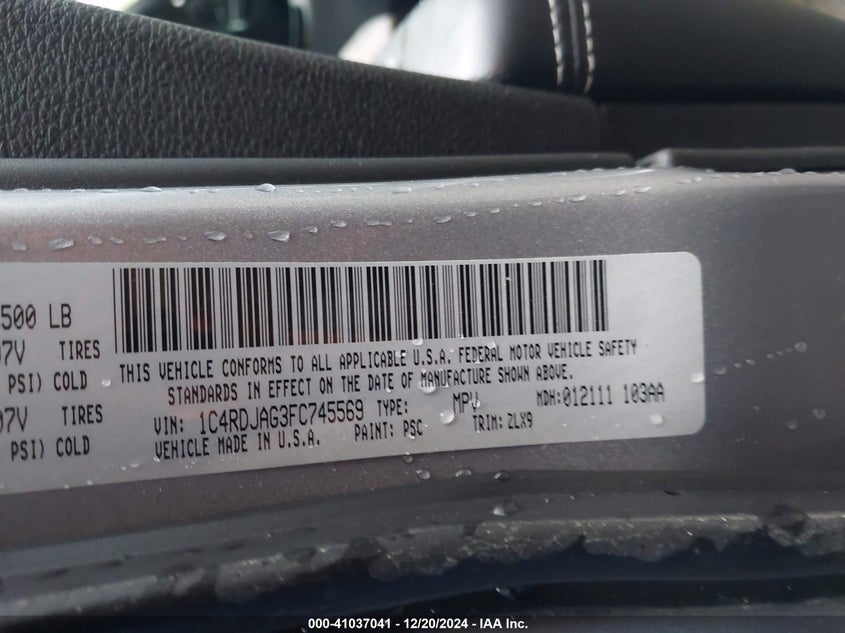 500 LB
THIS VEHICLE CONFORMS TO ALL APPLICABLE U.S.A. FEDERAL MOTOR VEHICLE SAFETY
07V TIRES
STANDARDS IN EFFECT ON THE DATE OF MANUFACTURE SHOWN ABOVE.
PSI) COLD
VIN: 1C4RDJAG3FC745569 TYPE: MPV MDH:012111 103AA
07V TIRES
VEHICLE MADE IN U.S.A. PAINT: PSC TRIM: ZLX9
PSI) COLD
000-41037041 – 12/20/2024 – IAA Inc.